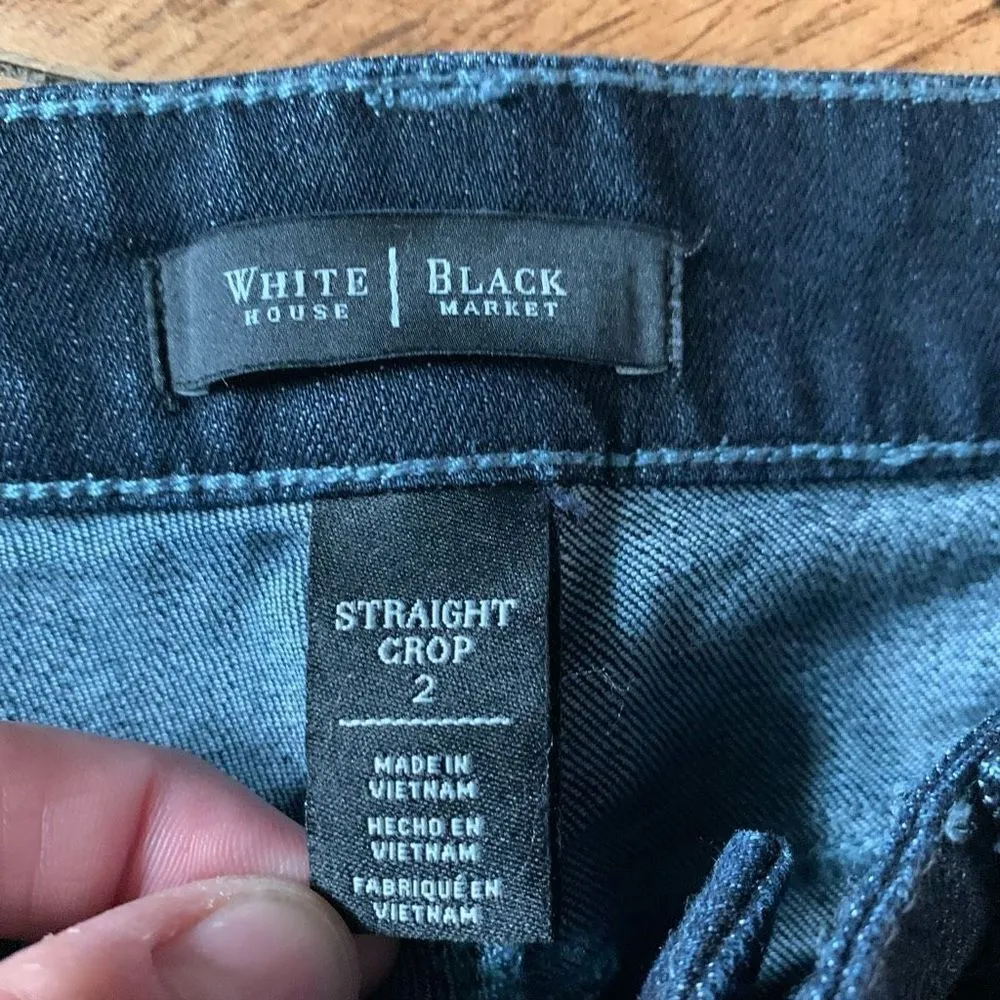 WHITE | BLACK
HOUSE MARKET
STRAIGHT
CROP
2
MADE IN
VIETNAM
HECHO EN
VIETNAM
FABRIQUÉ EN
VIETNAM